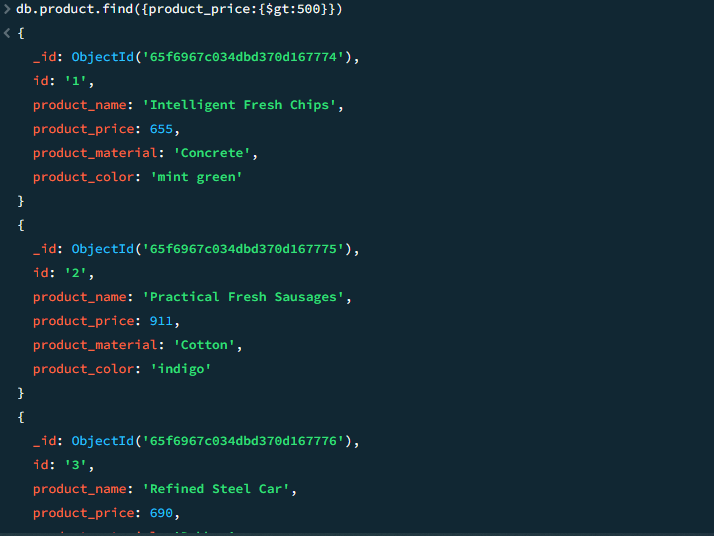 > db.product.find({product_price:{$gt:500}})
< {
_id: ObjectId('65f6967c034dbd370d167774'),
id: '1',
product_name: 'Intelligent Fresh Chips',
product_price: 655,
product_material: 'Concrete',
product_color: 'mint green'
}
{
_id: ObjectId('65f6967c034dbd370d167775'),
id: '2',
product_name: 'Practical Fresh Sausages',
product_price: 911,
product_material: 'Cotton',
product_color: 'indigo'
}
{
_id: ObjectId('65f6967c034dbd370d167776'),
id: '3',
product_name: 'Refined Steel Car',
product_price: 690,